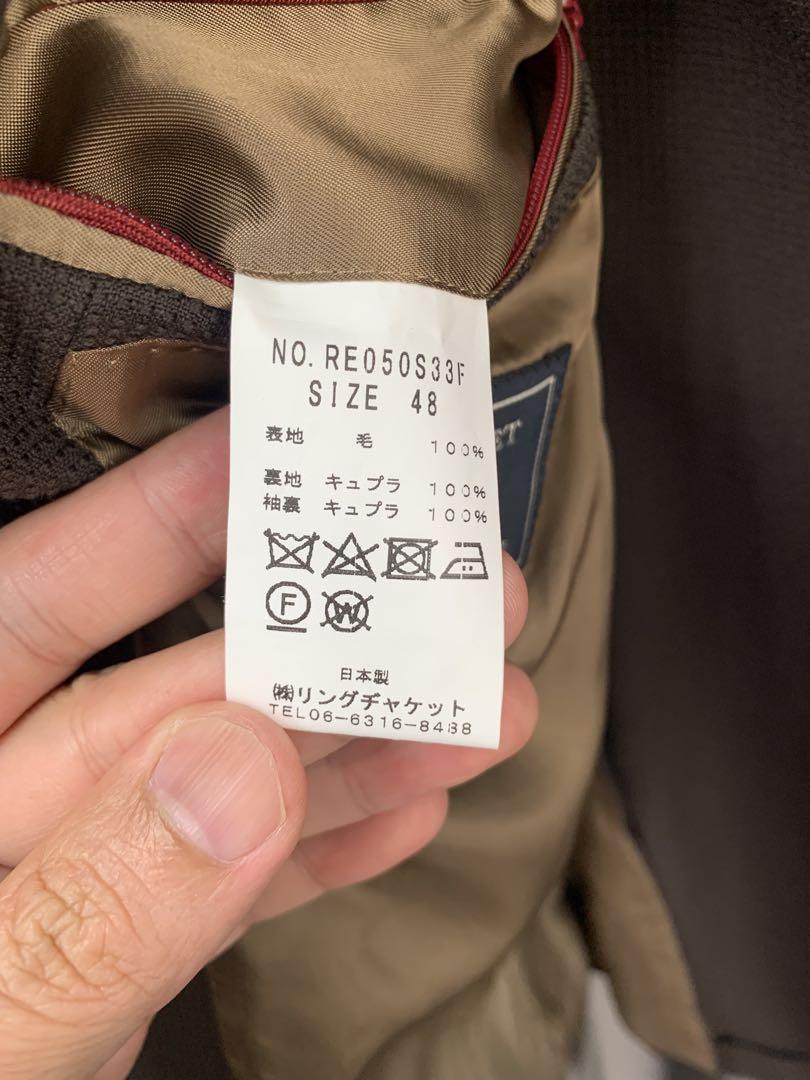 NO. RE050S33F
SIZE 48
表地 毛 100%
裏地 キュプラ 100%
袖裏 キュプラ 100%
F W
日本製
㈱リングヂャケット
TEL06-6316-8488